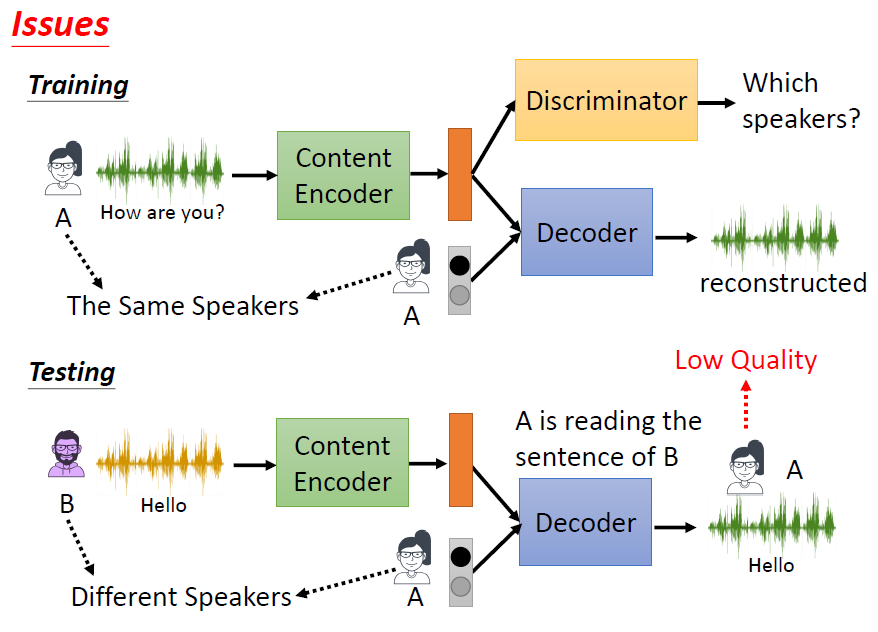 Issues
Training
Discriminator
Which
speakers?
Content
Encoder
How are you?
A
Decoder
reconstructed
The Same Speakers
A
Testing
Low Quality
A is reading the
sentence of B
Content
Encoder
A
Hello
B
Decoder
Hello
Different Speakers
A